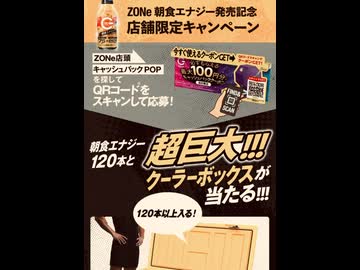 ZONe 朝食エナジー発売記念
店舗限定キャンペーン
ZONe店頭
キャッシュバックPOP
を探して
QRコードを
スキャンして応募!
今すぐ使えるクーポンGET
最大100円分
FIND&
SCAN
朝食エナジー
120本と
超巨大!!!
クーラーボックスが
当たる!!!
120本以上入る!